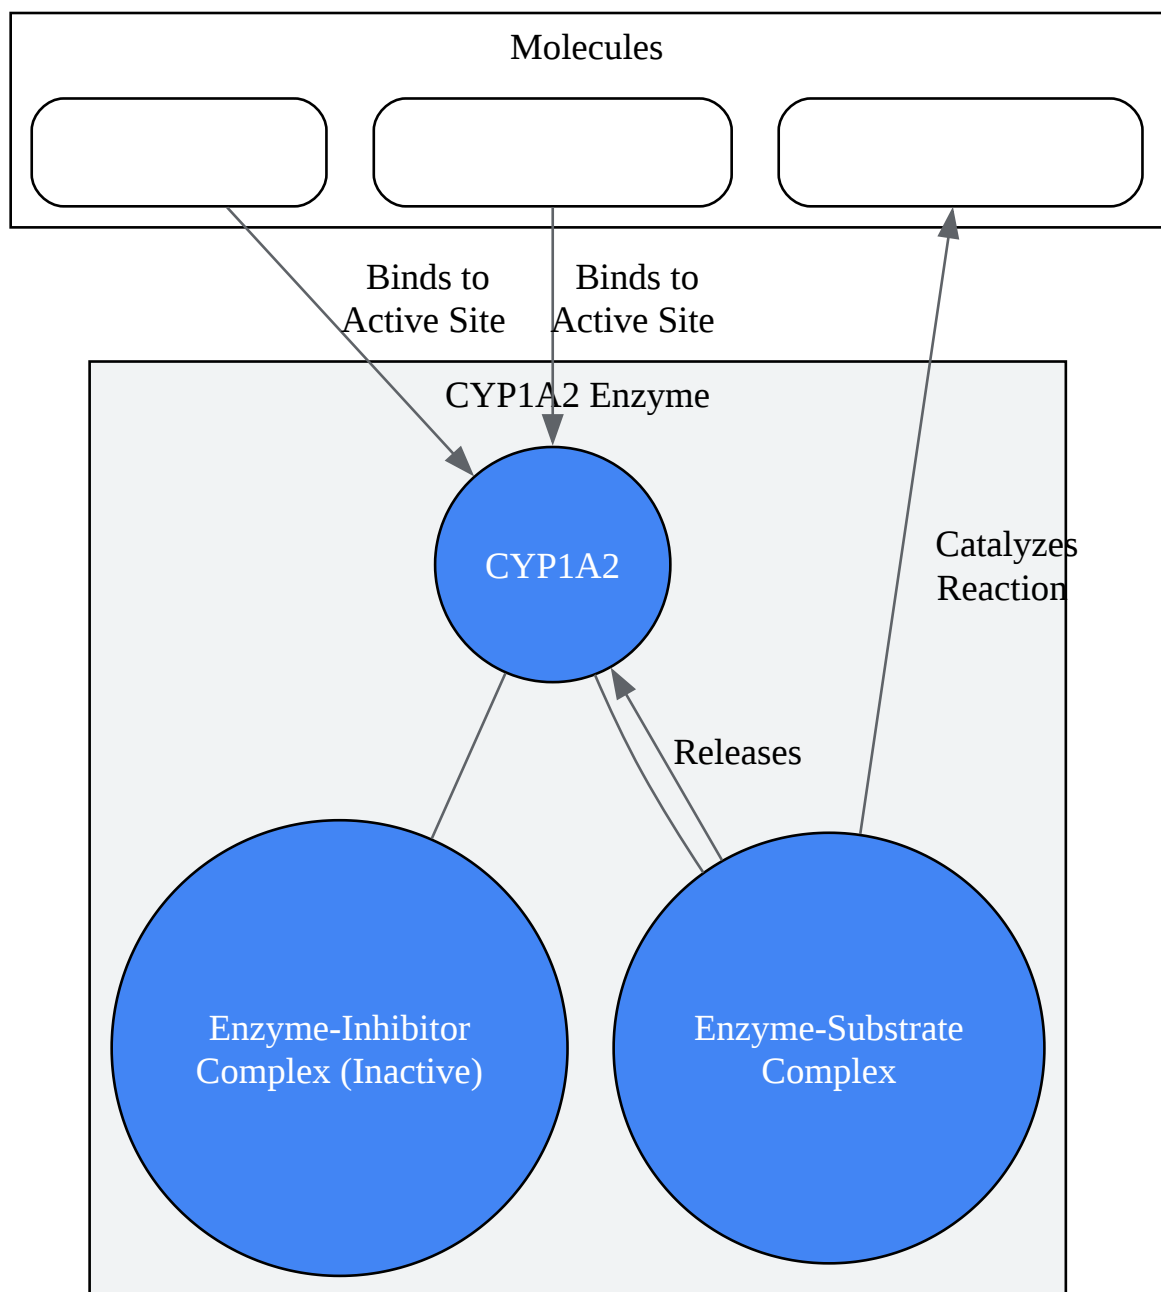 Molecules
Binds to
Active Site
Binds to
Active Site
CYP1A2 Enzyme
CYP1A2
Catalyzes
Reaction
Releases
Enzyme-Inhibitor
Complex (Inactive)
Enzyme-Substrate
Complex